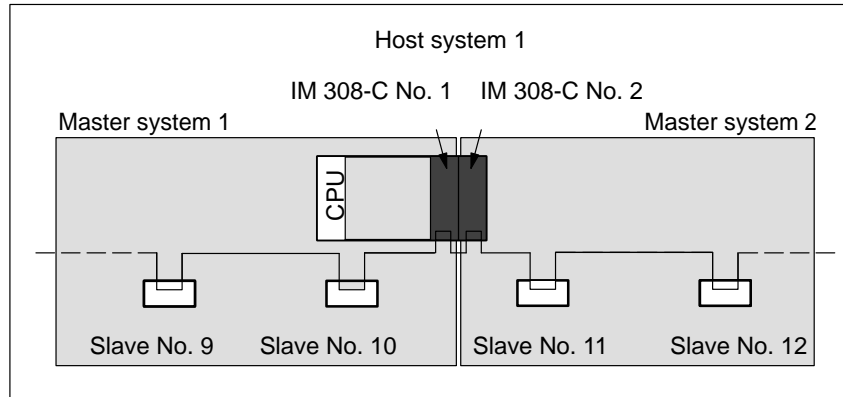 Host system 1
IM 308-C No. 1 IM 308-C No. 2
Master system 1 Master system 2
CPU
Slave No. 9 Slave No. 10 Slave No. 11 Slave No. 12